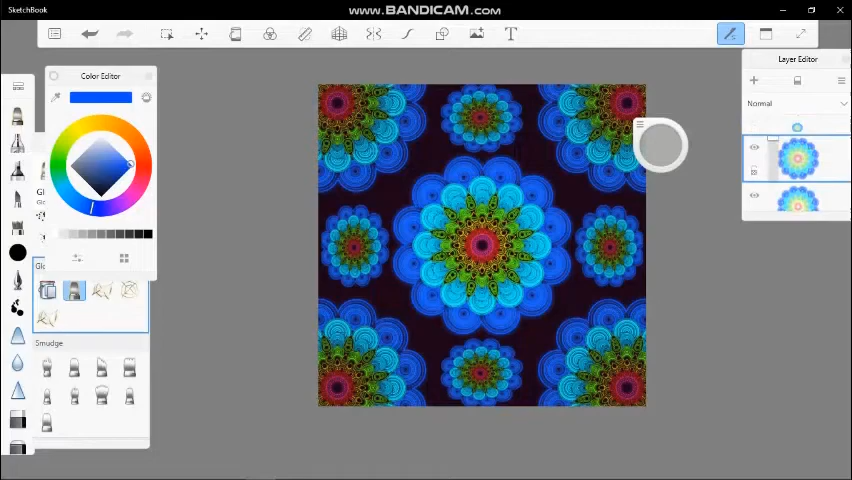 SketchBook
WWW.BANDICAM.COM
Color Editor
Layer Editor
Normal
Smudge